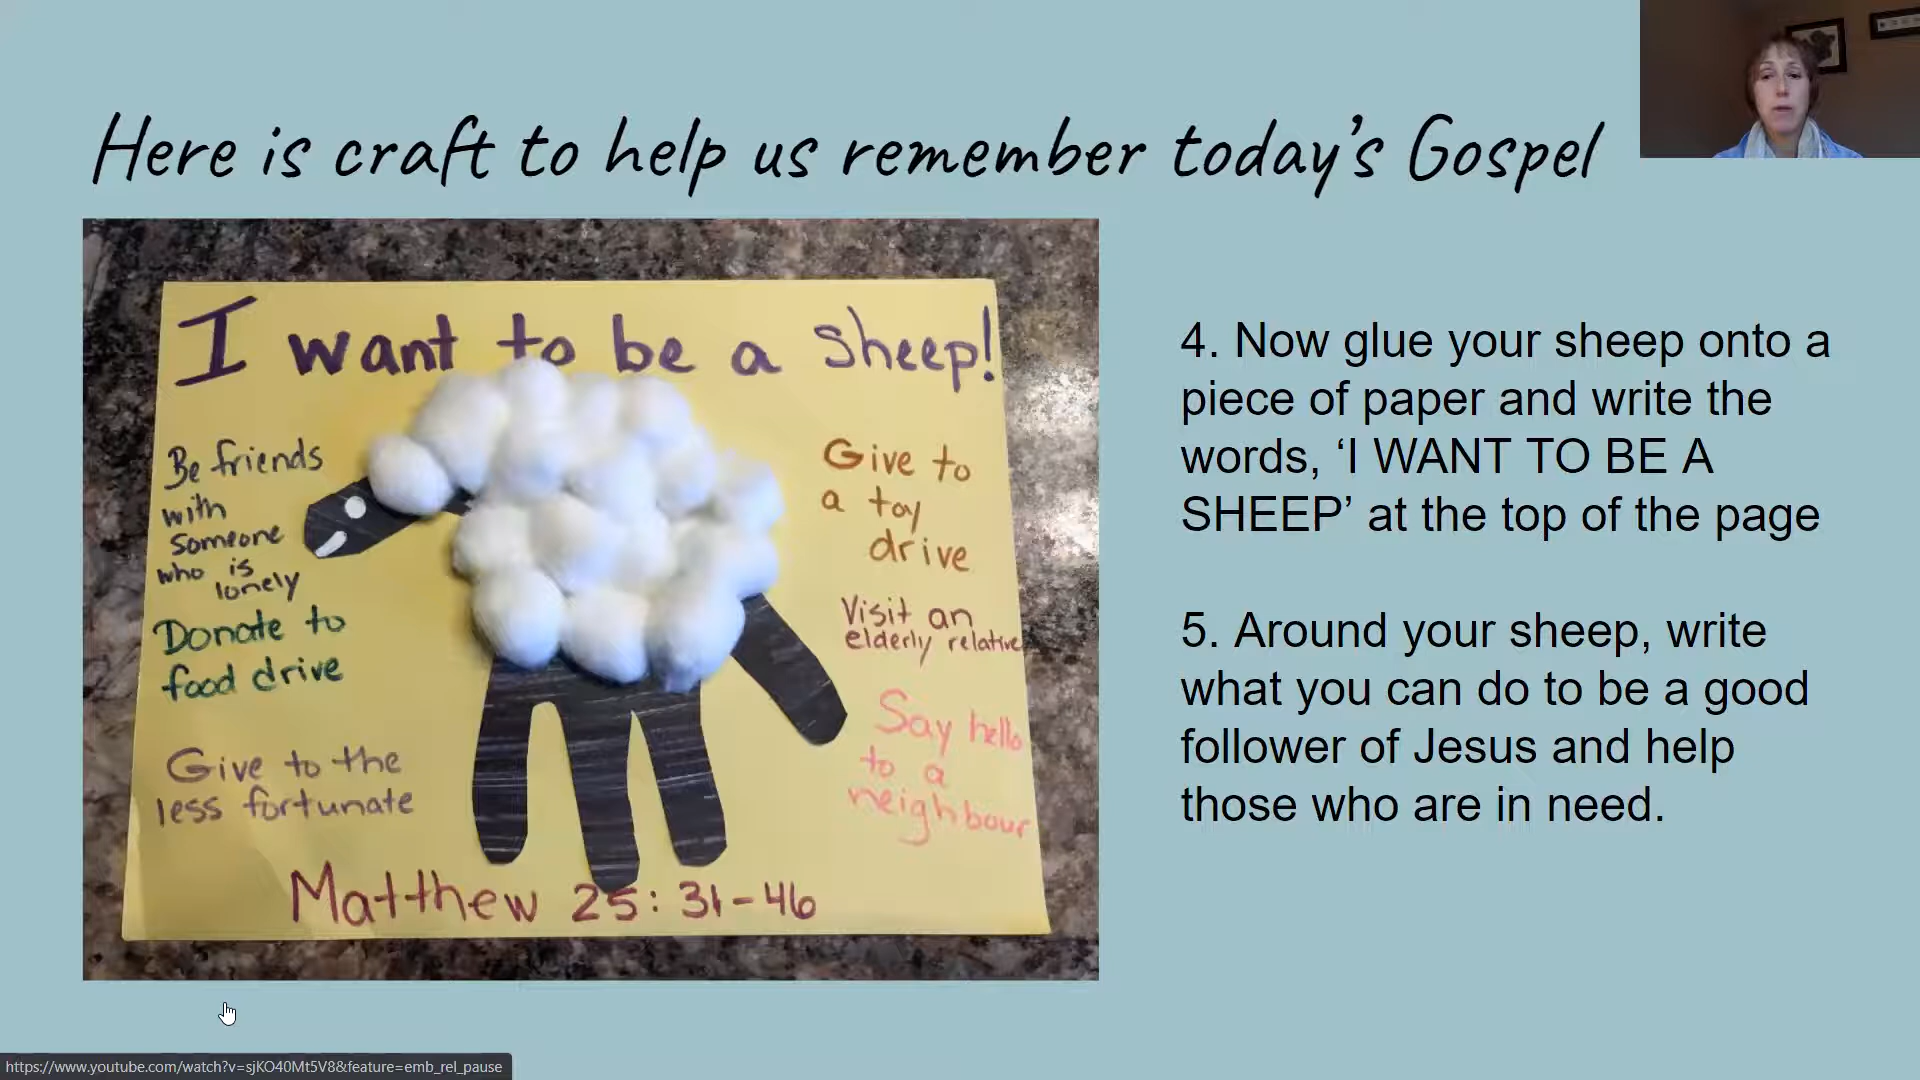 Here is craft to help us remember today's Gospel
I want to be a sheep!
Be friends
with
someone
who is
lonely
Donate to
food drive
Give to the
less fortunate
Give to
a toy
drive
Visit an
elderly relative
Say hello
to a
neighbour
Matthew 25: 31-46
4. Now glue your sheep onto a
piece of paper and write the
words, ‘I WANT TO BE A
SHEEP’ at the top of the page
5. Around your sheep, write
what you can do to be a good
follower of Jesus and help
those who are in need.
https://www.youtube.com/watch?v=sjKO40Mt5V8&feature=emb_rel_pause